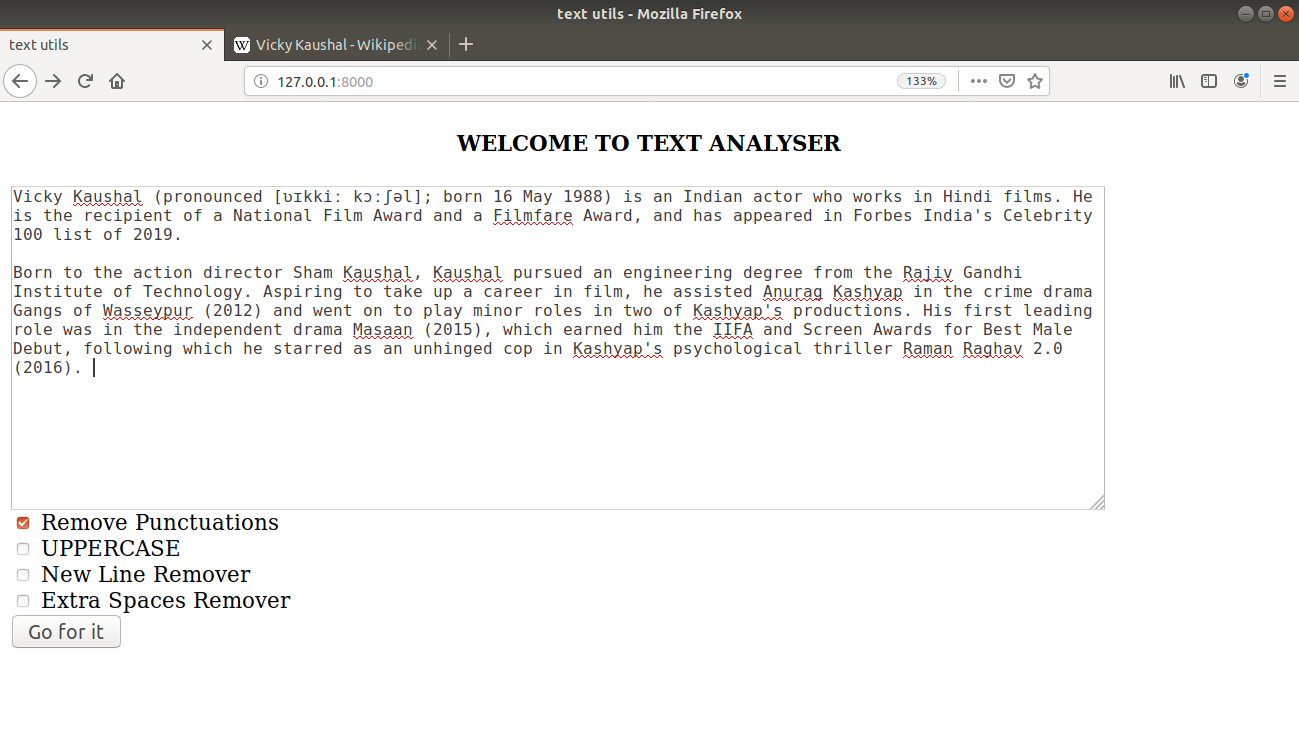 text utils - Mozilla Firefox
text utils
W Vicky Kaushal - Wikipedi
127.0.0.1:8000
133%
WELCOME TO TEXT ANALYSER
Vicky Kaushal (pronounced [ʋɪkkiː kɔːʃəl]; born 16 May 1988) is an Indian actor who works in Hindi films. He
is the recipient of a National Film Award and a Filmfare Award, and has appeared in Forbes India's Celebrity
100 list of 2019.
Born to the action director Sham Kaushal, Kaushal pursued an engineering degree from the Rajiv Gandhi
Institute of Technology. Aspiring to take up a career in film, he assisted Anurag Kashyap in the crime drama
Gangs of Wasseypur (2012) and went on to play minor roles in two of Kashyap's productions. His first leading
role was in the independent drama Masaan (2015), which earned him the IIFA and Screen Awards for Best Male
Debut, following which he starred as an unhinged cop in Kashyap's psychological thriller Raman Raghav 2.0
(2016).
Remove Punctuations
UPPERCASE
New Line Remover
Extra Spaces Remover
Go for it